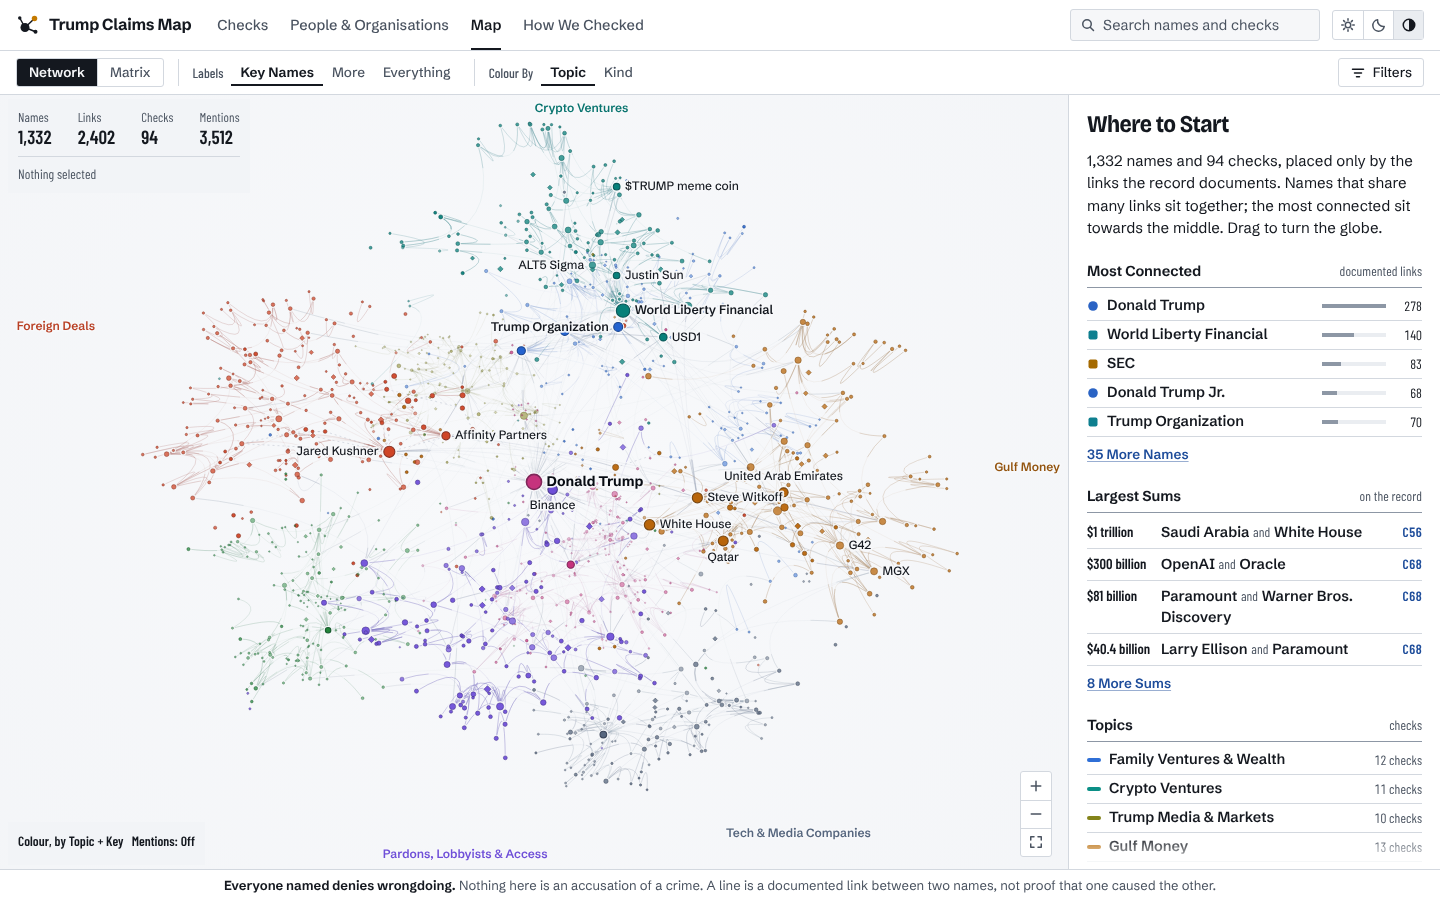 Trump Claims Map
Checks
People & Organisations
Map
How We Checked
Search names and checks
Network
Matrix
Labels
Key Names
More
Everything
Colour By
Topic
Kind
Filters
Names
Links
Checks
Mentions
1,332
2,402
94
3,512
Nothing selected
Crypto Ventures
$TRUMP meme coin
ALT5 Sigma
Justin Sun
World Liberty Financial
Trump Organization
USD1
Foreign Deals
Affinity Partners
Jared Kushner
Gulf Money
United Arab Emirates
Donald Trump
Steve Witkoff
Binance
White House
G42
Qatar
MGX
Tech & Media Companies
Pardons, Lobbyists & Access
Colour, by Topic + Key
Mentions: Off
Where to Start
1,332 names and 94 checks, placed only by the
links the record documents. Names that share
many links sit together; the most connected sit
towards the middle. Drag to turn the globe.
Most Connected
documented links
Donald Trump
278
World Liberty Financial
140
SEC
83
Donald Trump Jr.
68
Trump Organization
70
35 More Names
Largest Sums
on the record
$1 trillion
Saudi Arabia and White House
C56
$300 billion
OpenAI and Oracle
C68
$81 billion
Paramount and Warner Bros.
Discovery
C68
$40.4 billion
Larry Ellison and Paramount
C68
8 More Sums
Topics
checks
Family Ventures & Wealth
12 checks
Crypto Ventures
11 checks
Trump Media & Markets
10 checks
Gulf Money
13 checks
Everyone named denies wrongdoing. Nothing here is an accusation of a crime. A line is a documented link between two names, not proof that one caused the other.